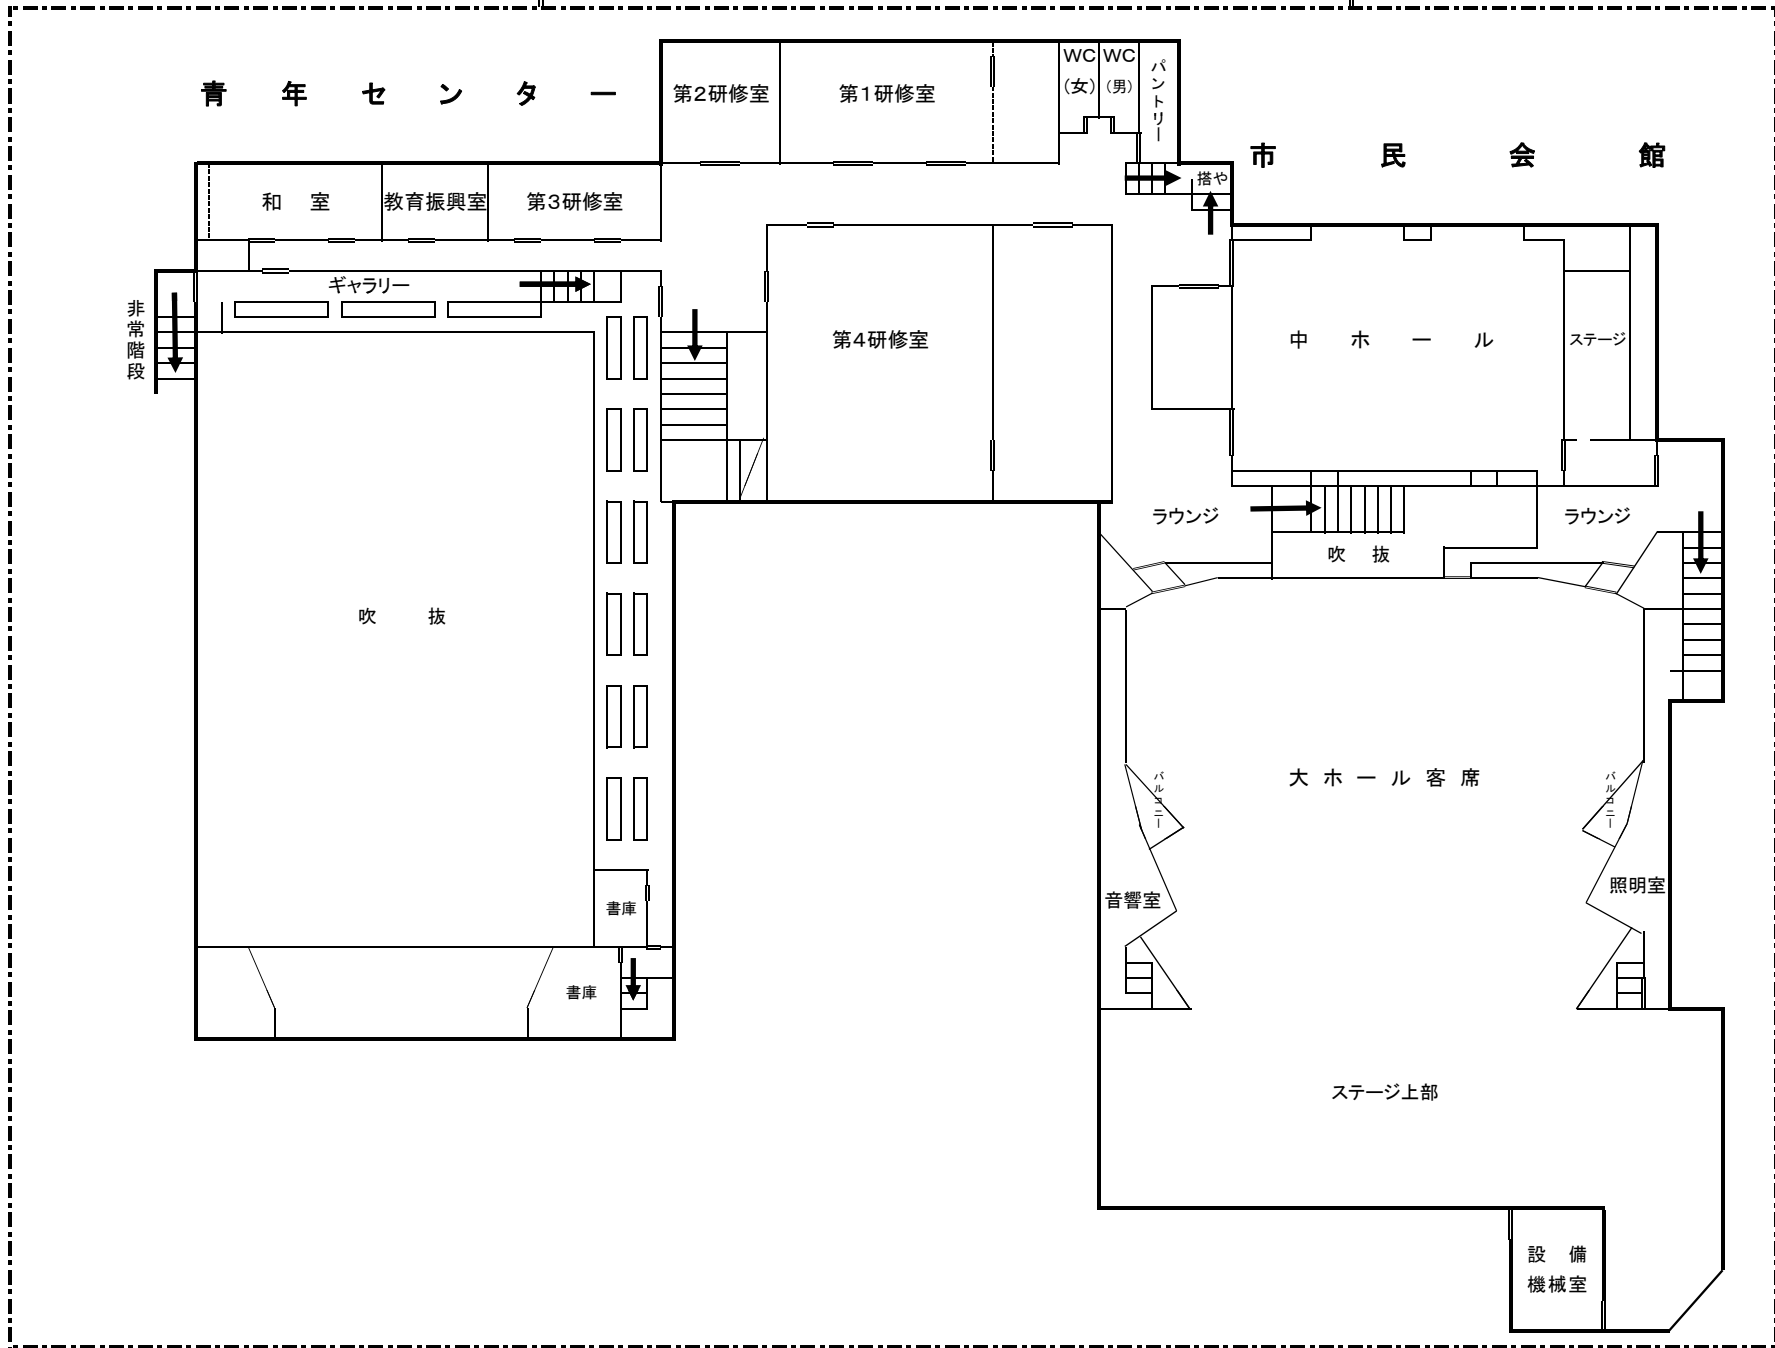 青年センター
市民会館
第2研修室
第1研修室
WC
(女)
WC
(男)
パントリー
搭や
和室
教育振興室
第3研修室
ギャラリー
非常階段
第4研修室
中ホール
ステージ
ラウンジ
ラウンジ
吹抜
吹抜
大ホール客席
バルコニー
バルコニー
音響室
照明室
書庫
書庫
ステージ上部
設備
機械室